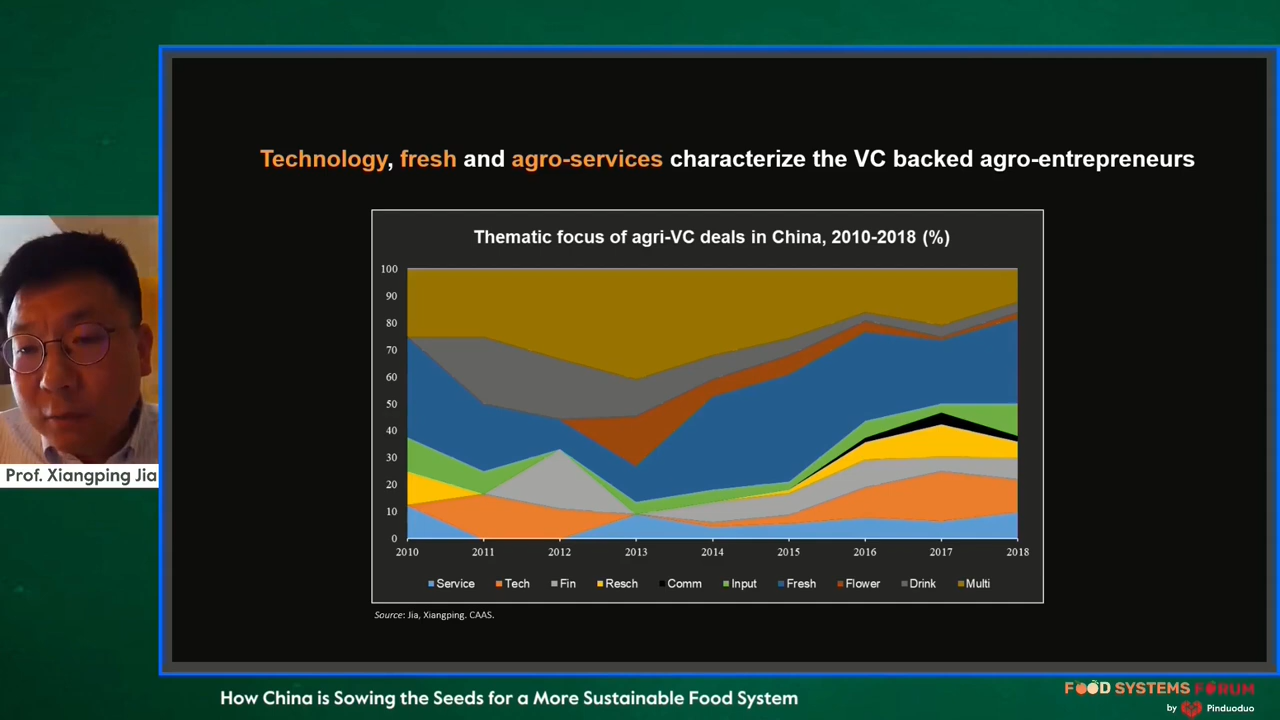 Technology, fresh and agro-services characterize the VC backed agro-entrepreneurs
Thematic focus of agri-VC deals in China, 2010-2018 (%)
100
90
80
70
60
50
40
30
20
10
0
2010 2011 2012 2013 2014 2015 2016 2017 2018
Service Tech Fin Resch Comm Input Fresh Flower Drink Multi
Source: Jia, Xiangping. CAAS.
Prof. Xiangping Jia
How China is Sowing the Seeds for a More Sustainable Food System
FOOD SYSTEMS FORUM
by Pinduoduo